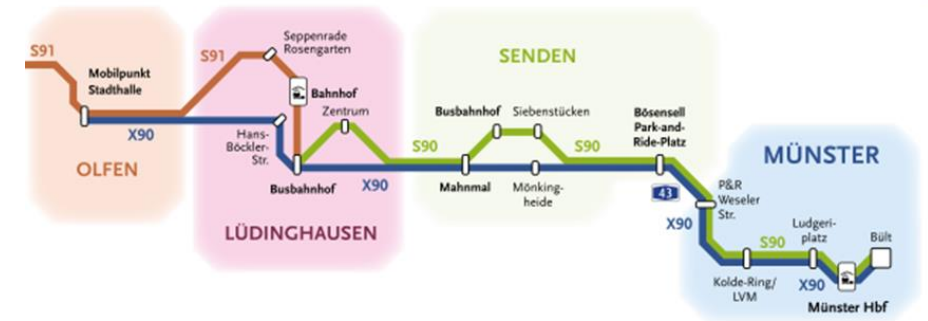 S91
Mobilpunkt
Stadthalle
X90
OLFEN
S91
Seppenrade
Rosengarten
Bahnhof
Zentrum
Hans-
Böckler-
Str.
Busbahnhof
X90
LÜDINGHAUSEN
SENDEN
S90
Busbahnhof
Siebenstücken
S90
Mahnmal
Mönking-
heide
Bösensell
Park-and-
Ride-Platz
43
X90
MÜNSTER
P&R
Weseler
Str.
S90
Kolde-Ring/
LVM
Ludgeri-
platz
X90
Bült
Münster Hbf